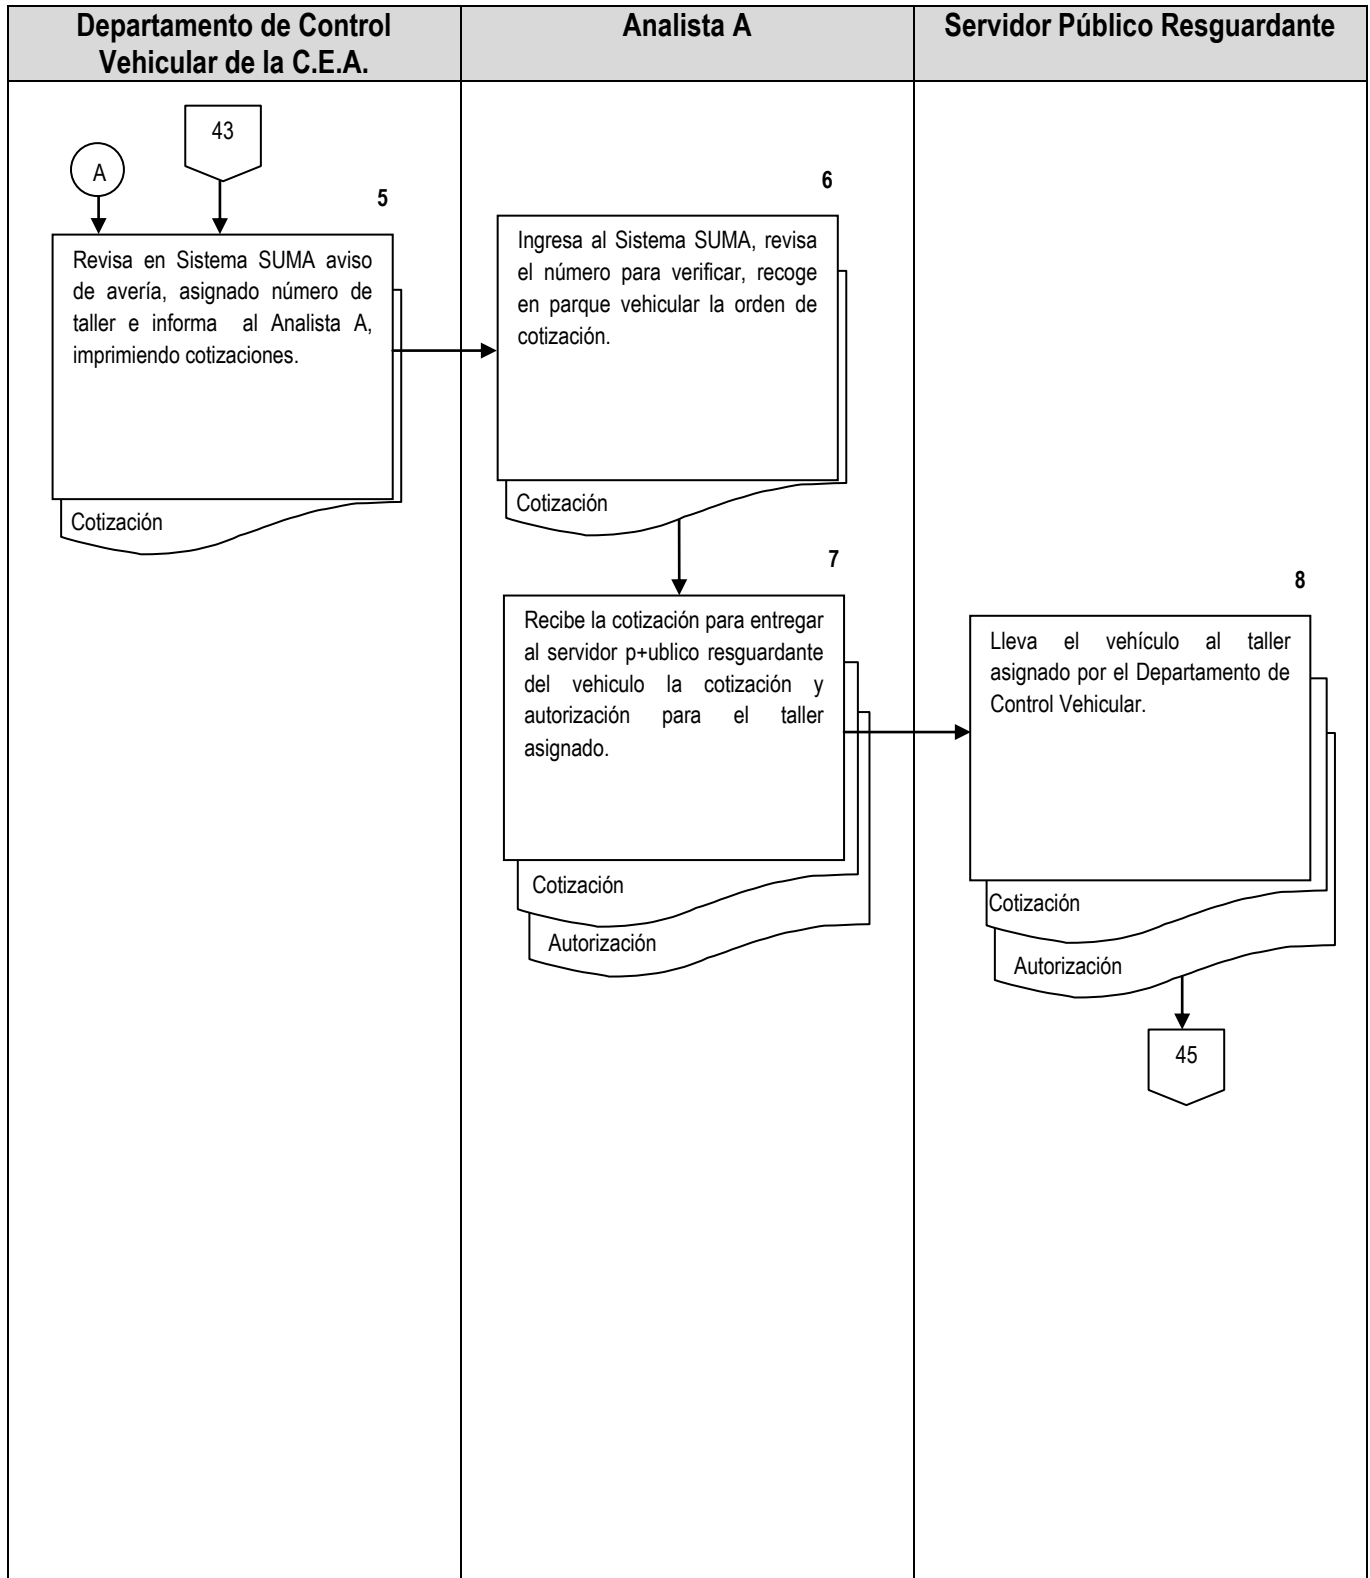 Departamento de Control
Vehicular de la C.E.A.
Analista A
Servidor Público Resguardante
43
A
5
Revisa en Sistema SUMA aviso
de avería, asignado número de
taller e informa al Analista A,
imprimiendo cotizaciones.
Cotización
6
Ingresa al Sistema SUMA, revisa
el número para verificar, recoge
en parque vehicular la orden de
cotización.
Cotización
7
Recibe la cotización para entregar
al servidor p+ublico resguardante
del vehiculo la cotización y
autorización para el taller
asignado.
Cotización
Autorización
8
Lleva el vehículo al taller
asignado por el Departamento de
Control Vehicular.
Cotización
Autorización
45